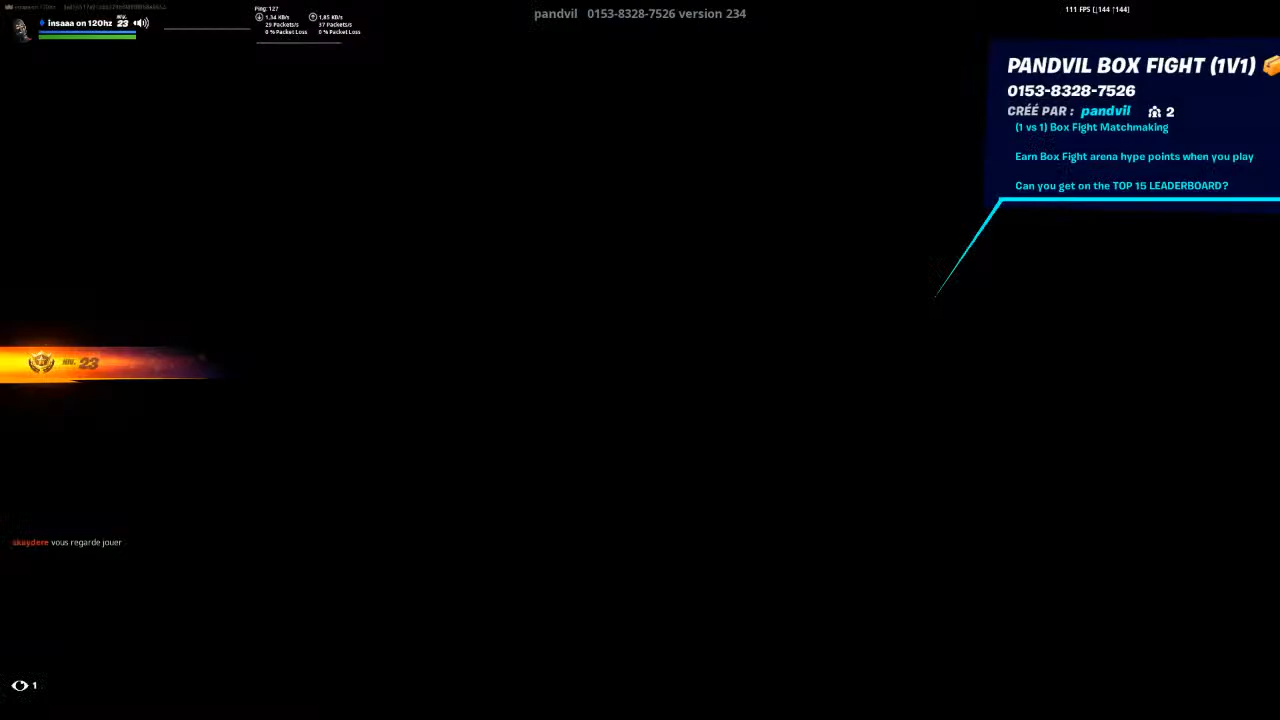 insaaa on 120hz NIV. 23
Ping: 127
1,34 KB/s 1,85 KB/s
29 Packets/s 37 Packets/s
0 % Packet Loss 0 % Packet Loss
pandvil 0153-8328-7526 version 234
111 FPS [↓144 ↑144]
PANDVIL BOX FIGHT (1V1)
0153-8328-7526
CRÉÉ PAR : pandvil 2
(1 vs 1) Box Fight Matchmaking
Earn Box Fight arena hype points when you play
Can you get on the TOP 15 LEADERBOARD?
NIV. 23
skaydere vous regarde jouer
1